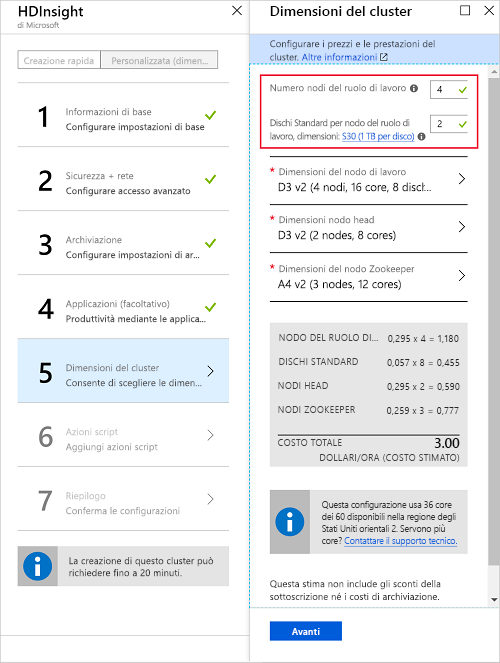 HDInsight
di Microsoft
Creazione rapida
Personalizzata (dimen...
1
Informazioni di base
Configurare impostazioni di base
2
Sicurezza + rete
Configurare accesso avanzato
3
Archiviazione
Configurare impostazioni di ar...
4
Applicazioni (facoltativo)
Produttività mediante le applica...
5
Dimensioni del cluster
Consente di scegliere le dimen...
6
Azioni script
Aggiungi azioni script
7
Riepilogo
Conferma le configurazioni
La creazione di questo cluster può
richiedere fino a 20 minuti.
Dimensioni del cluster
Configurare i prezzi e le prestazioni del
cluster. Altre informazioni
Numero nodi del ruolo di lavoro
4
Dischi Standard per nodo del ruolo di
lavoro, dimensioni: S30 (1 TB per disco)
2
* Dimensioni del nodo di lavoro
D3 v2 (4 nodi, 16 core, 8 disch...
* Dimensioni nodo head
D3 v2 (2 nodes, 8 cores)
* Dimensioni del nodo Zookeeper
A4 v2 (3 nodes, 12 cores)
NODO DEL RUOLO DI... 0,295 x 4 = 1,180
DISCHI STANDARD 0,057 x 8 = 0,455
NODI HEAD 0,295 x 2 = 0,590
NODI ZOOKEEPER 0,259 x 3 = 0,777
COSTO TOTALE 3.00
DOLLARI/ORA (COSTO STIMATO)
Questa configurazione usa 36 core
dei 60 disponibili nella regione degli
Stati Uniti orientali 2. Servono più
core? Contattare il supporto tecnico.
Questa stima non include gli sconti della
sottoscrizione né i costi di archiviazione.
Avanti